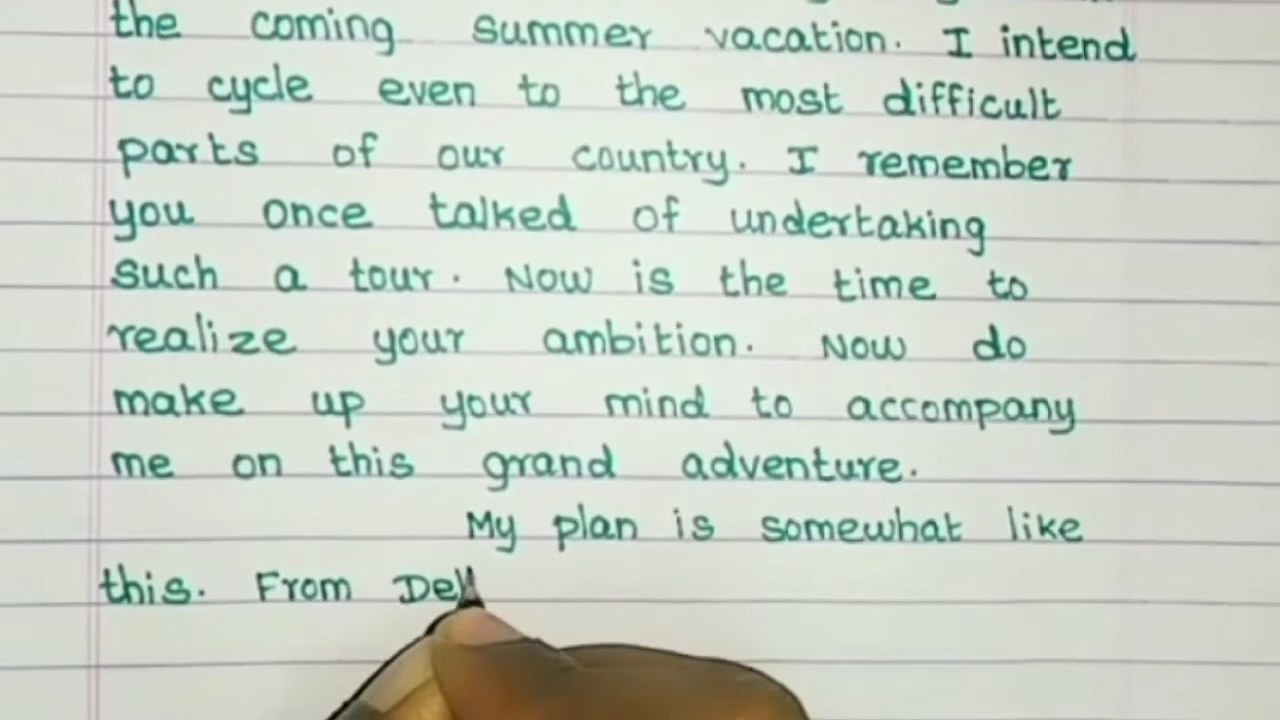 the coming summer vacation. I intend
to cycle even to the most difficult
parts of our country. I remember
you once talked of undertaking
such a tour. Now is the time to
realize your ambition. Now do
make up your mind to accompany
me on this grand adventure.
My plan is somewhat like
this. From